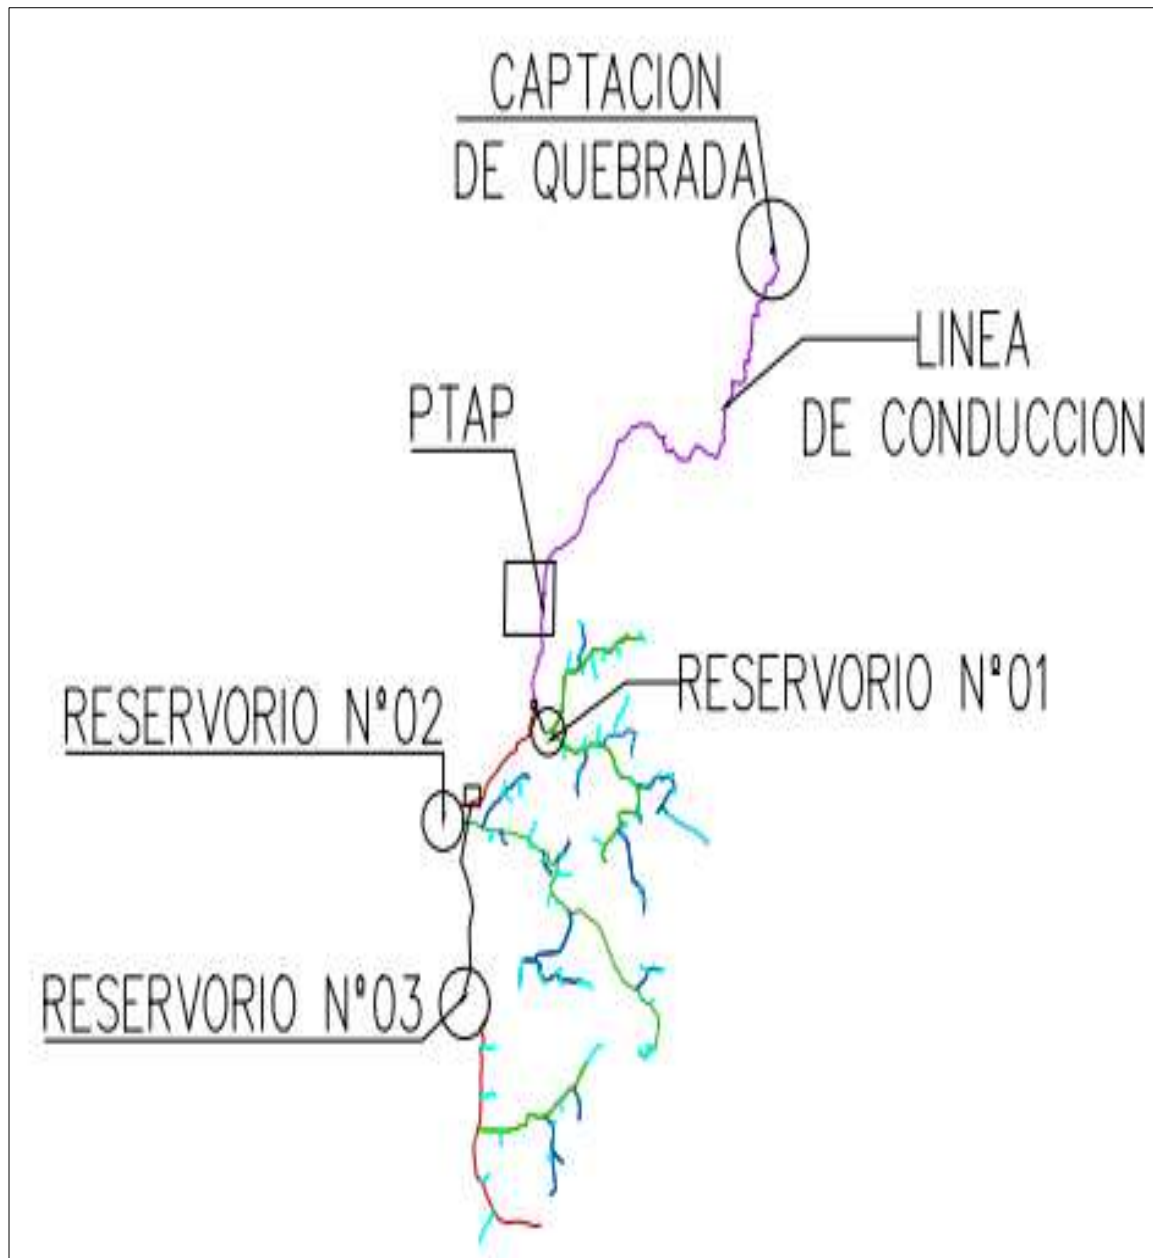 CAPTACION
DE QUEBRADA
LINEA
DE CONDUCCION
PTAP
RESERVORIO N°01
RESERVORIO N°02
RESERVORIO N°03